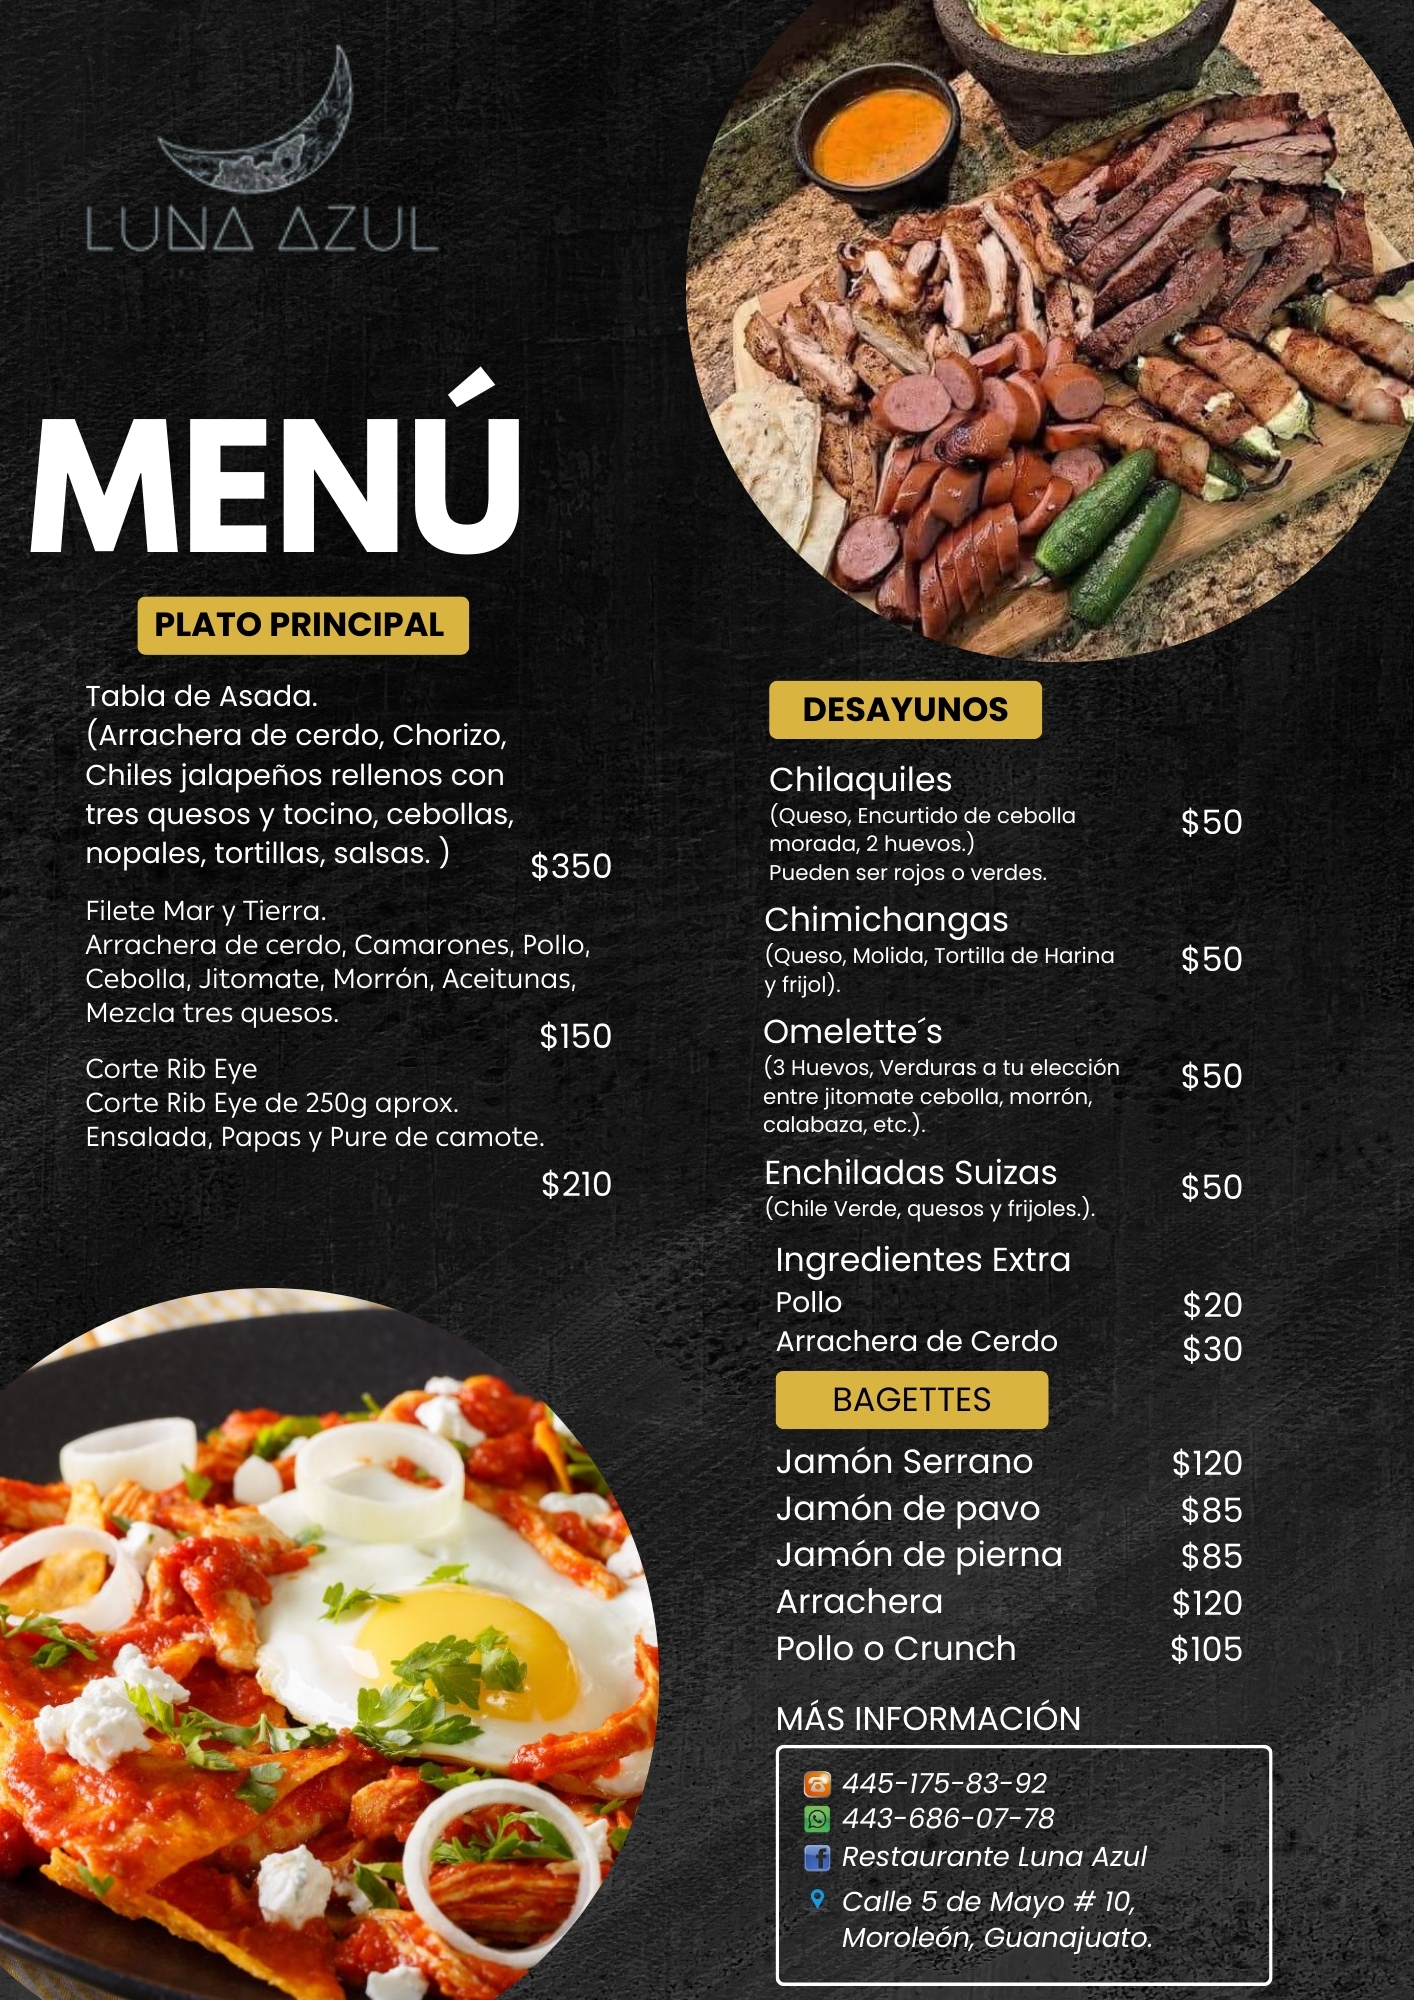 LUNA AZUL
MENÚ
PLATO PRINCIPAL
Tabla de Asada.
(Arrachera de cerdo, Chorizo,
Chiles jalapeños rellenos con
tres quesos y tocino, cebollas,
nopales, tortillas, salsas. )
$350
Filete Mar y Tierra.
Arrachera de cerdo, Camarones, Pollo,
Cebolla, Jitomate, Morrón, Aceitunas,
Mezcla tres quesos.
$150
Corte Rib Eye
Corte Rib Eye de 250g aprox.
Ensalada, Papas y Pure de camote.
$210
DESAYUNOS
Chilaquiles
(Queso, Encurtido de cebolla
morada, 2 huevos.)
Pueden ser rojos o verdes.
$50
Chimichangas
(Queso, Molida, Tortilla de Harina
y frijol).
$50
Omelette´s
(3 Huevos, Verduras a tu elección
entre jitomate cebolla, morrón,
calabaza, etc.).
$50
Enchiladas Suizas
(Chile Verde, quesos y frijoles.).
$50
Ingredientes Extra
Pollo $20
Arrachera de Cerdo $30
BAGETTES
Jamón Serrano $120
Jamón de pavo $85
Jamón de pierna $85
Arrachera $120
Pollo o Crunch $105
MÁS INFORMACIÓN
445-175-83-92
443-686-07-78
Restaurante Luna Azul
Calle 5 de Mayo # 10,
Moroleón, Guanajuato.